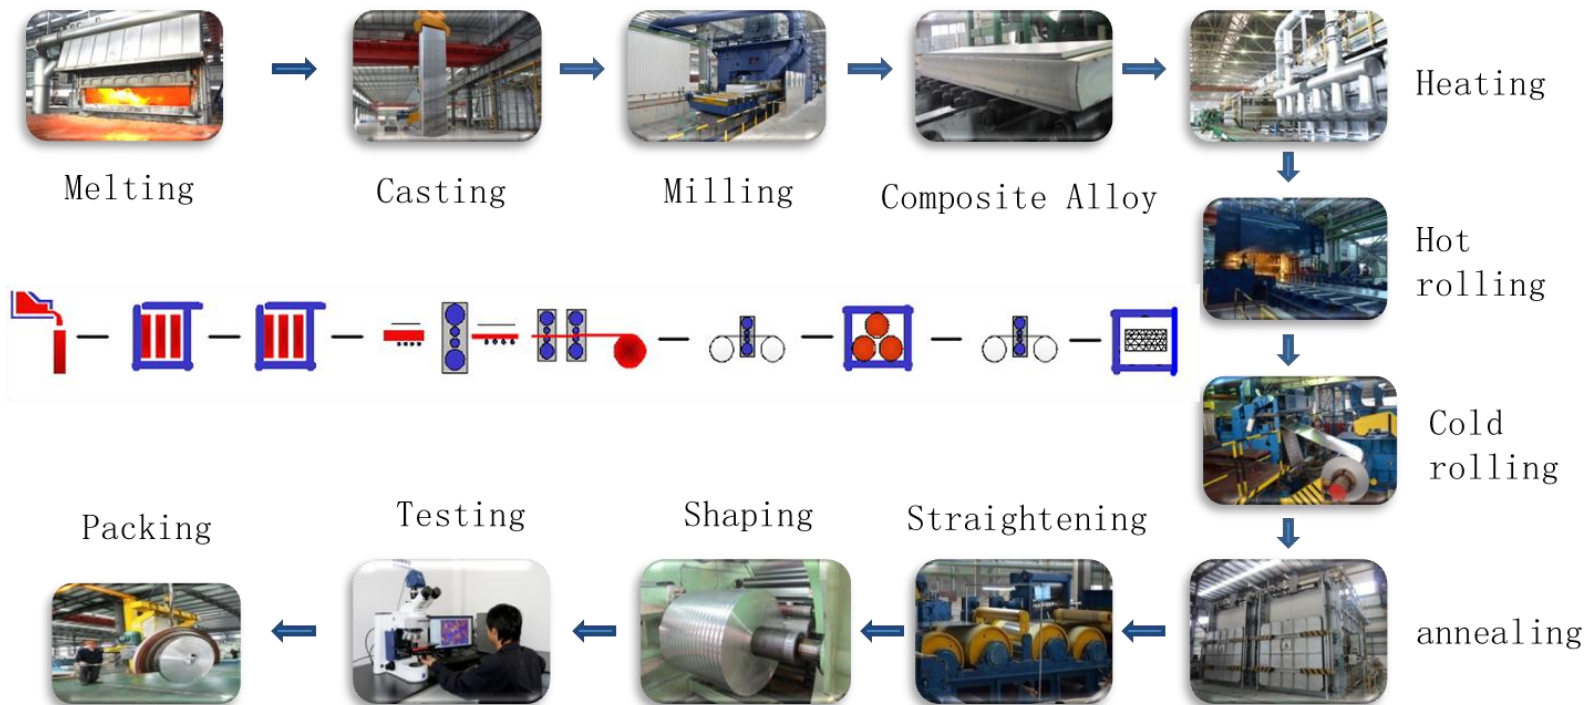 Melting
Casting
Milling
Composite Alloy
Heating
Hot
rolling
Cold
rolling
annealing
Straightening
Shaping
Testing
Packing